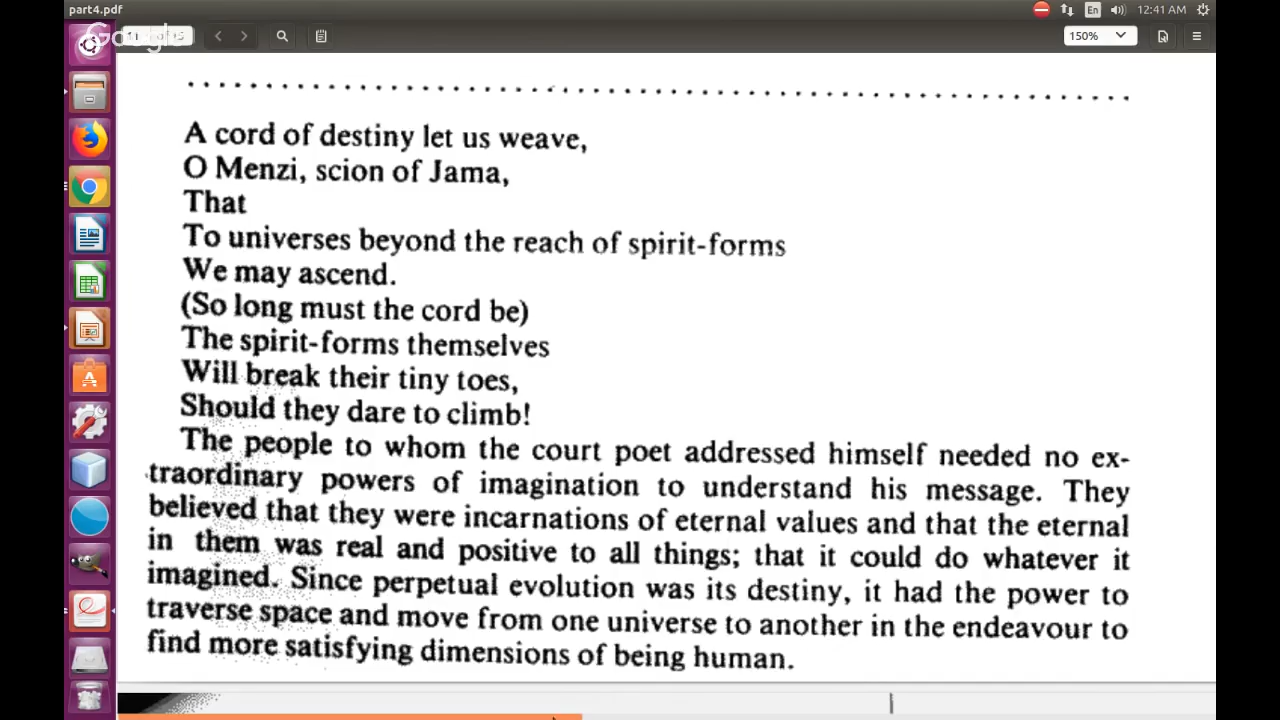 part4.pdf
En
12:41 AM
Google
150%
A cord of destiny let us weave,
O Menzi, scion of Jama,
That
To universes beyond the reach of spirit-forms
We may ascend.
(So long must the cord be)
The spirit-forms themselves
Will break their tiny toes,
Should they dare to climb!
The people to whom the court poet addressed himself needed no ex-
traordinary powers of imagination to understand his message. They
believed that they were incarnations of eternal values and that the eternal
in them was real and positive to all things; that it could do whatever it
imagined. Since perpetual evolution was its destiny, it had the power to
traverse space and move from one universe to another in the endeavour to
find more satisfying dimensions of being human.